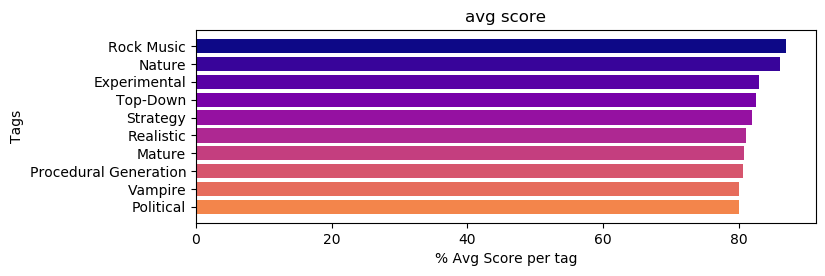 avg score
Tags
Rock Music
Nature
Experimental
Top-Down
Strategy
Realistic
Mature
Procedural Generation
Vampire
Political
0 20 40 60 80
% Avg Score per tag